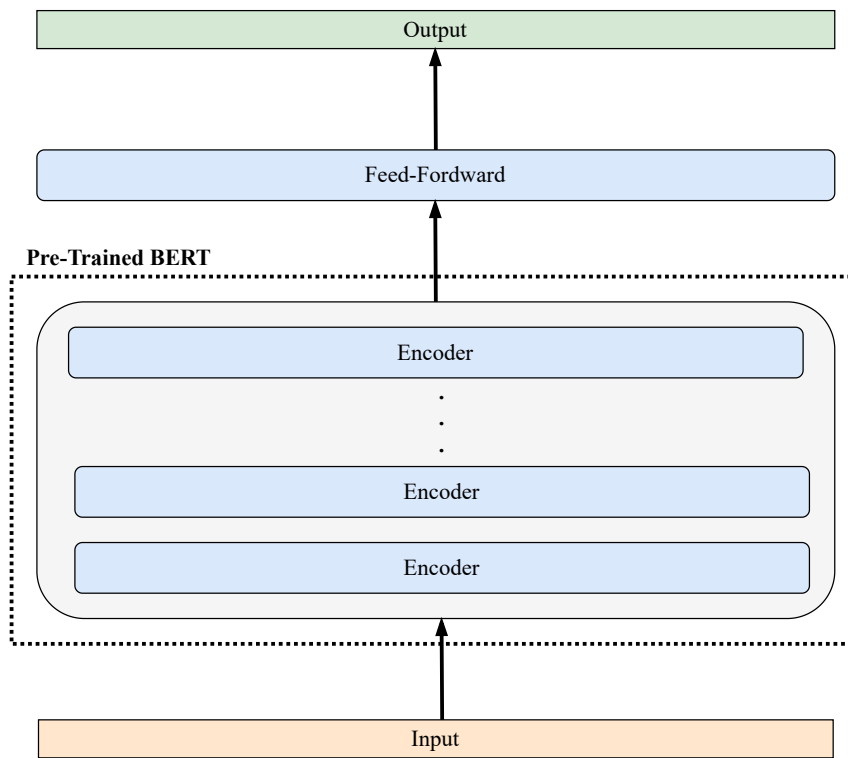 Output
Feed-Fordward
Pre-Trained BERT
Encoder
.
.
.
Encoder
Encoder
Input